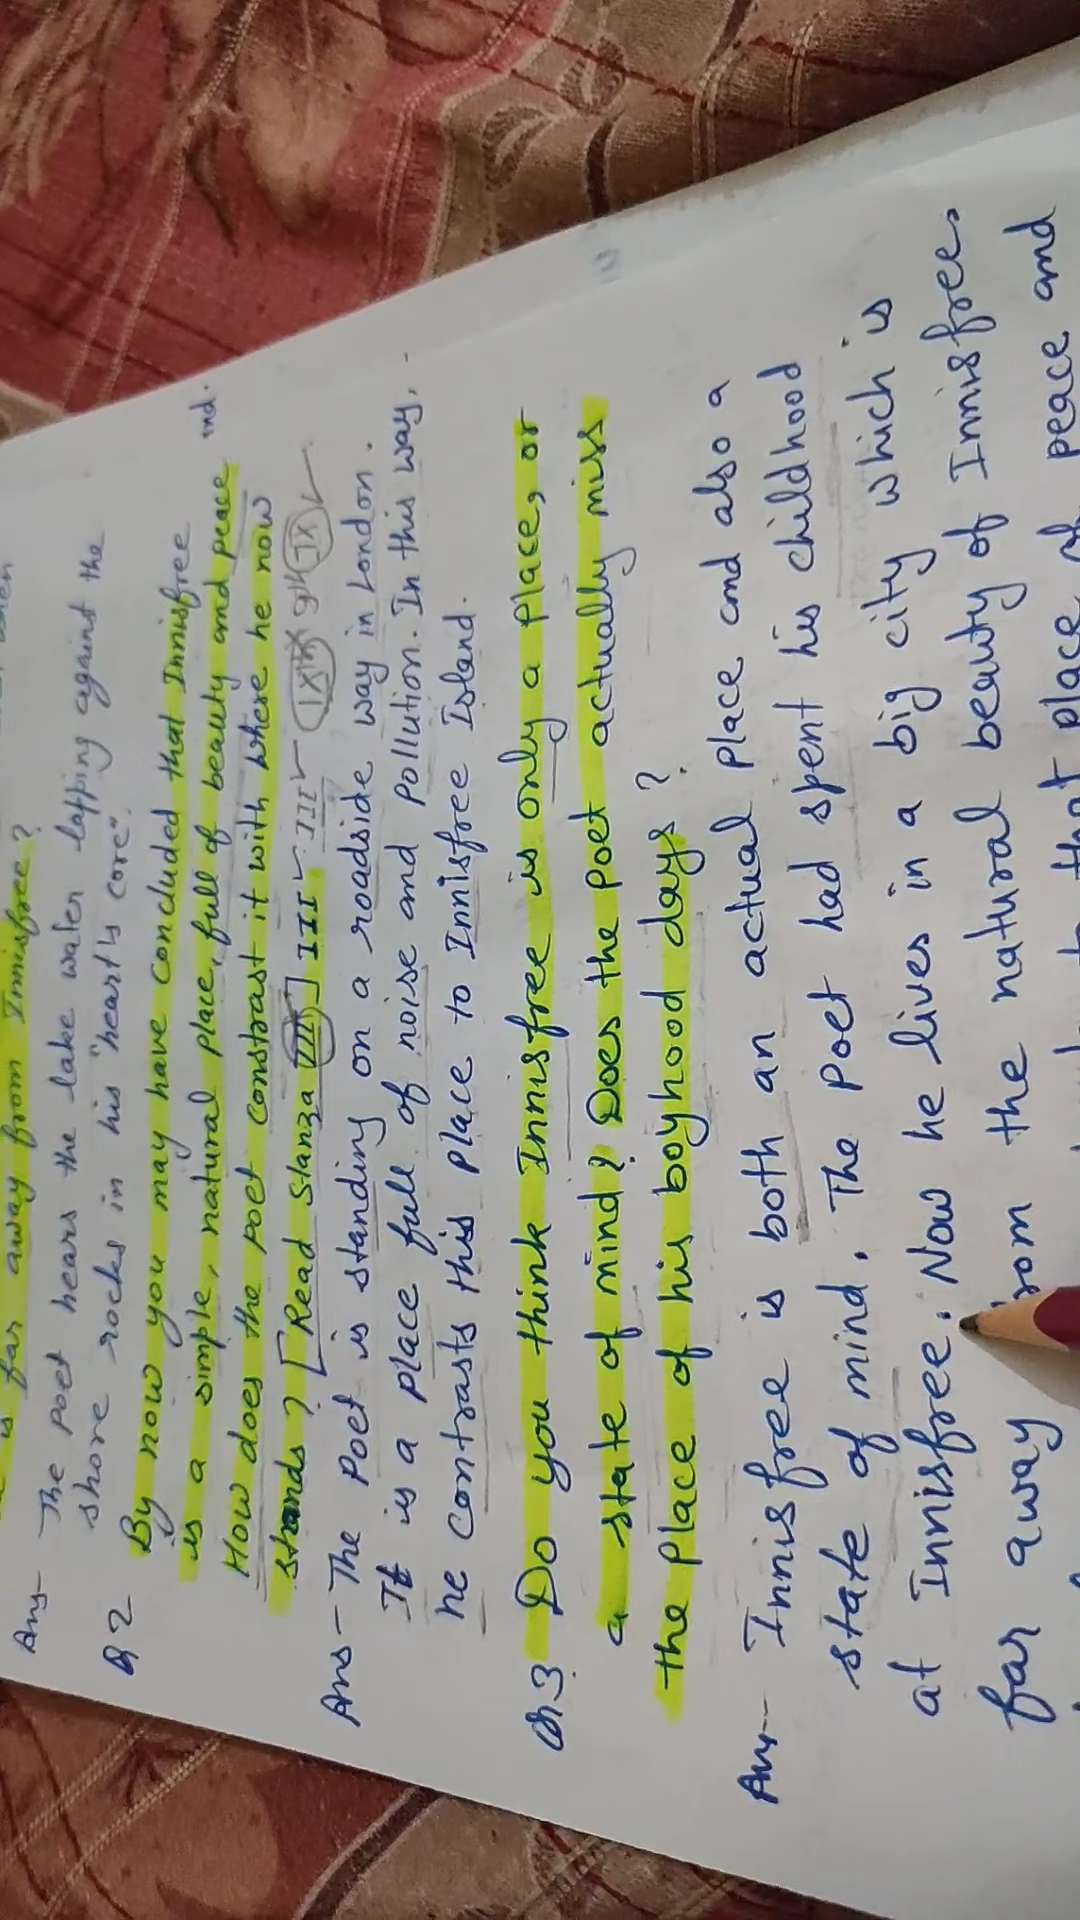 is far away from Innisfree?
Ans- The poet hears the lake water lapping against the
shore rocks in his "heart's core".
Q2 By now you may have concluded that Innisfree
is a simple, natural place, full of beauty and peace
How does the poet constrast it with where he now
stands? [Read stanza III] III ✓ III ✓ IX 9th IX ✓
Ans- The poet is standing on a roadside way in London.
It is a place full of noise and pollution. In this way,
he contrasts this place to Innisfree Island.
Q.3 Do you think Innisfree is only a place, or
a state of mind? Does the poet actually miss
the place of his boyhood days?
Ans- Innisfree is both an actual place and also a
state of mind. The poet had spent his childhood
at Innisfree. Now he lives in a big city which is
far away from the natural beauty of Innisfree.
that place of peace and